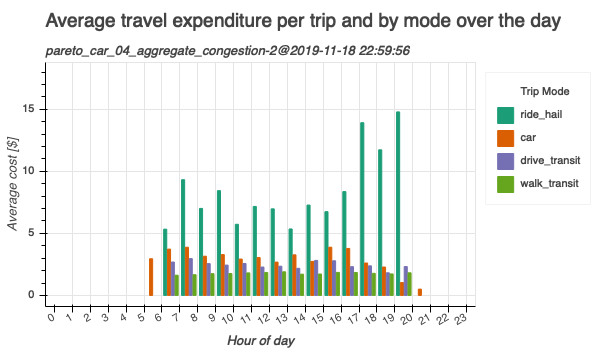 Average travel expenditure per trip and by mode over the day
pareto_car_04_aggregate_congestion-2@2019-11-18 22:59:56
Trip Mode
ride_hail
car
drive_transit
walk_transit
Average cost [$]
15
10
5
0
0 1 2 3 4 5 6 7 8 9 10 11 12 13 14 15 16 17 18 19 20 21 22 23
Hour of day